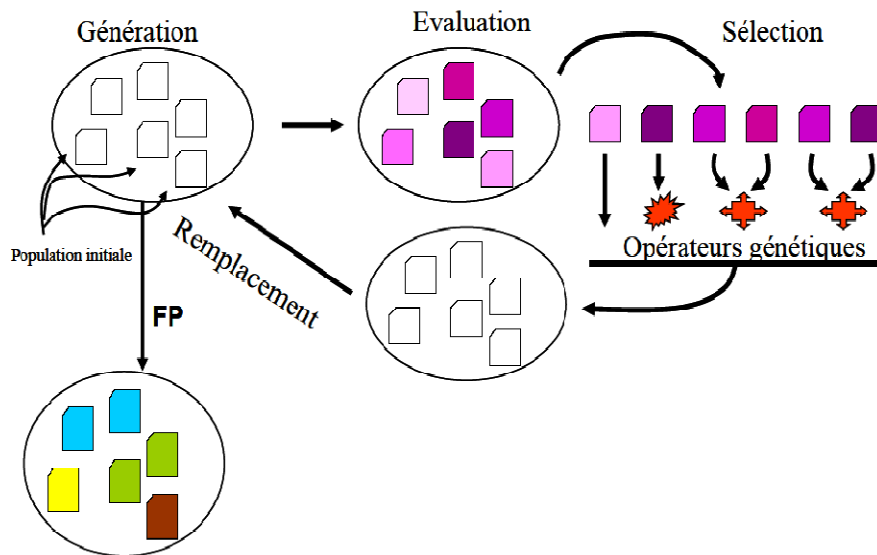 Génération
Evaluation
Sélection
Population initiale
Remplacement
Opérateurs génétiques
FP